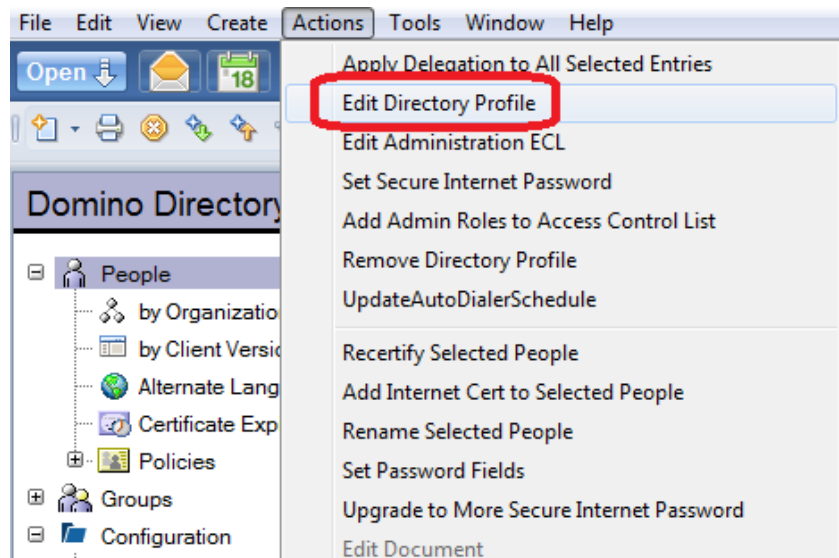 File Edit View Create Actions Tools Window Help
Open
18
Apply Delegation to All Selected Entries
Edit Directory Profile
Edit Administration ECL
Set Secure Internet Password
Add Admin Roles to Access Control List
Remove Directory Profile
UpdateAutoDialerSchedule
Recertify Selected People
Add Internet Cert to Selected People
Rename Selected People
Set Password Fields
Upgrade to More Secure Internet Password
Edit Document
Domino Directory
People
by Organizatio
by Client Versio
Alternate Lang
Certificate Exp
Policies
Groups
Configuration